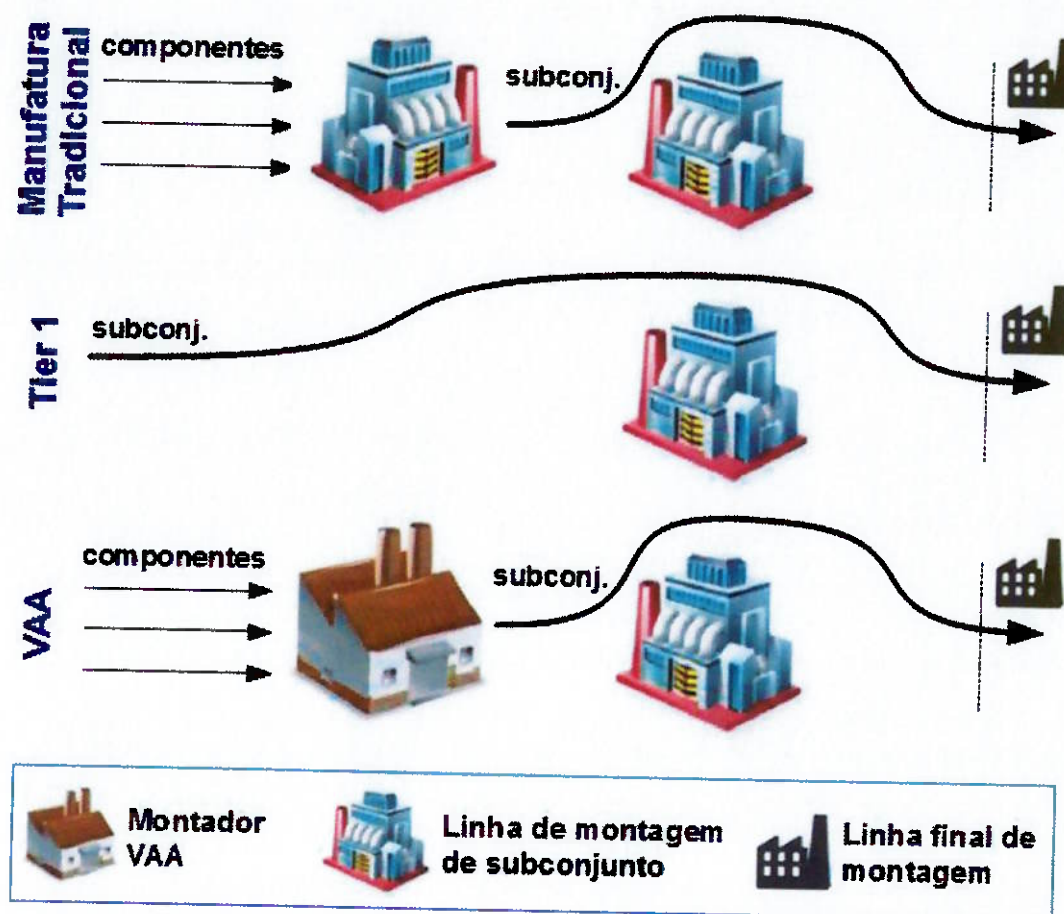 Manufatura
Tradicional
componentes
subconj.
Tier 1
subconj.
VAA
componentes
subconj.
Montador
VAA
Linha de montagem
de subconjunto
Linha final de
montagem